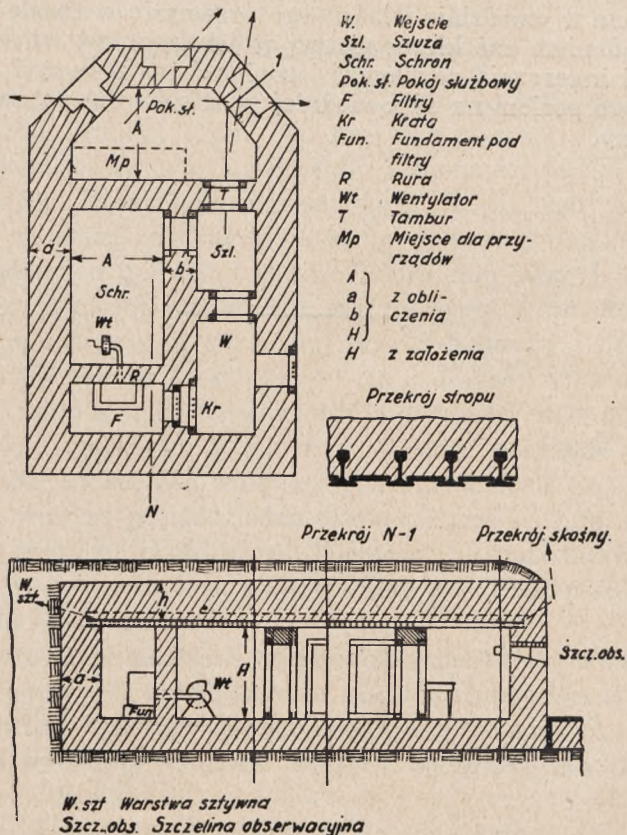 1
Pok. st.
A
Mp
T
a
A
b
Szl.
Schr.
Wt
W
R
F
Kr
N
W. Wejscie
Szl. Szluza
Schr. Schron
Pok. st. Pokój służbowy
F Filtry
Kr Krata
Fun. Fundament pod
filtry
R Rura
Wt Wentylator
T Tambur
Mp Miejsce dla przy-
rządów
A
a z obli-
b czenia
H
H z założenia
Przekrój stropu
Przekrój N-1
Przekrój skośny.
W.
szt
h
e
a
H
Wt
Fun.
Szcz. obs.
W. szt Warstwa sztywna
Szcz. obs. Szczelina obserwacyjna